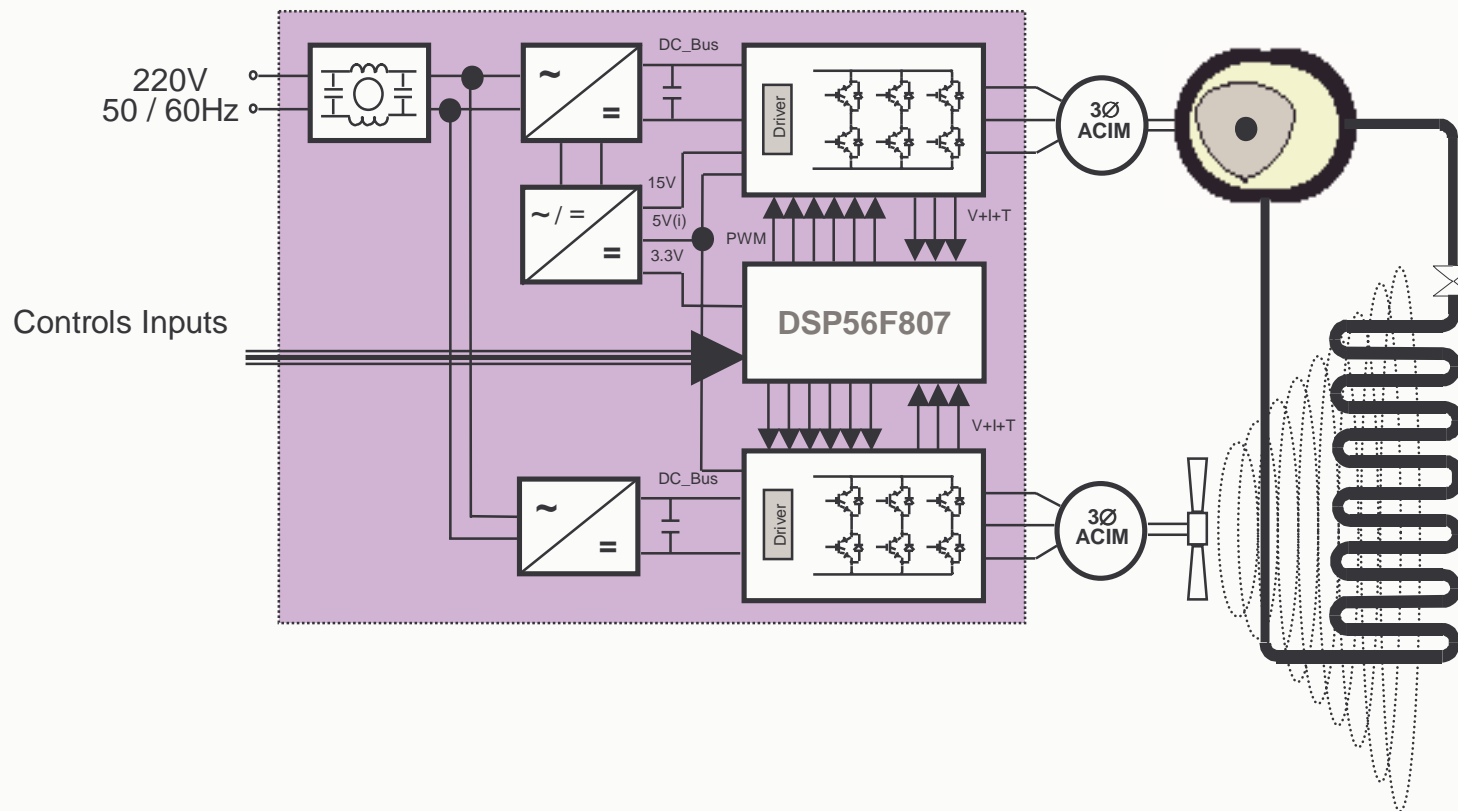 220V
50 / 60Hz
~
=
DC_Bus
Driver
3Ø
ACIM
~ / =
=
15V
5V(i)
3.3V
PWM
V+I+T
Controls Inputs
DSP56F807
V+I+T
~
=
DC_Bus
Driver
3Ø
ACIM